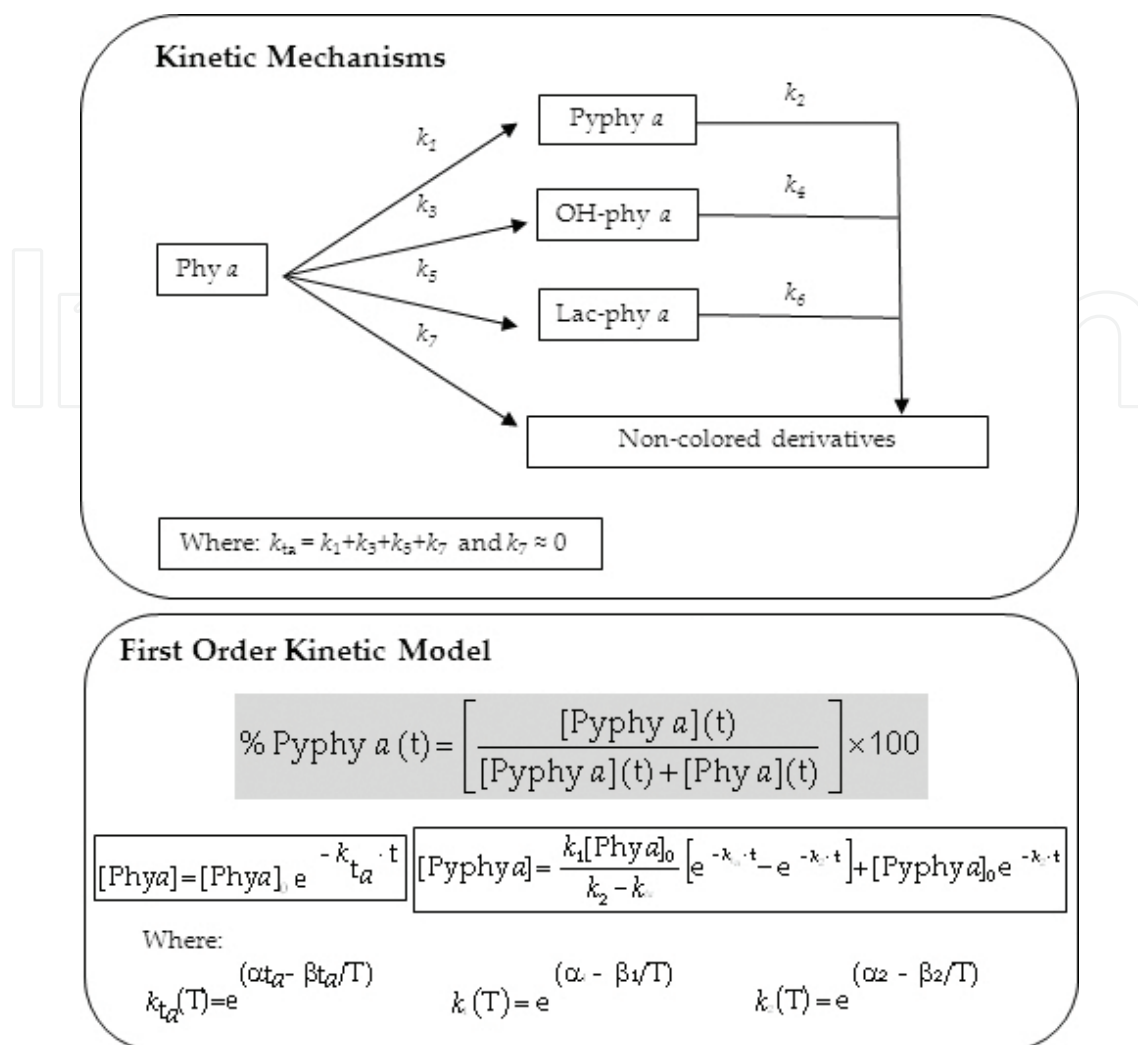 Kinetic Mechanisms
k2
Pyphy a
k1
k3
OH-phy a
k4
Phy a
k5
Lac-phy a
k6
k7
Non-colored derivatives
Where: kta = k1+k3+k5+k7 and k7 ≈ 0
First Order Kinetic Model
% Pyphy a (t) = [ [Pyphy a](t) / ([Pyphy a](t) + [Phy a](t)) ] ×100
[Phya]=[Phya]0 e^(-kta · t)
[Pyphya]= k1[Phya]0 / (k2 − k) [e^(-k · t) − e^(-k · t)]+[Pyphya]0 e^(-k · t)
Where:
kta(T)=e^(αta- βta/T) k(T)= e^(α - β1/T) k(T)= e^(α2 - β2/T)